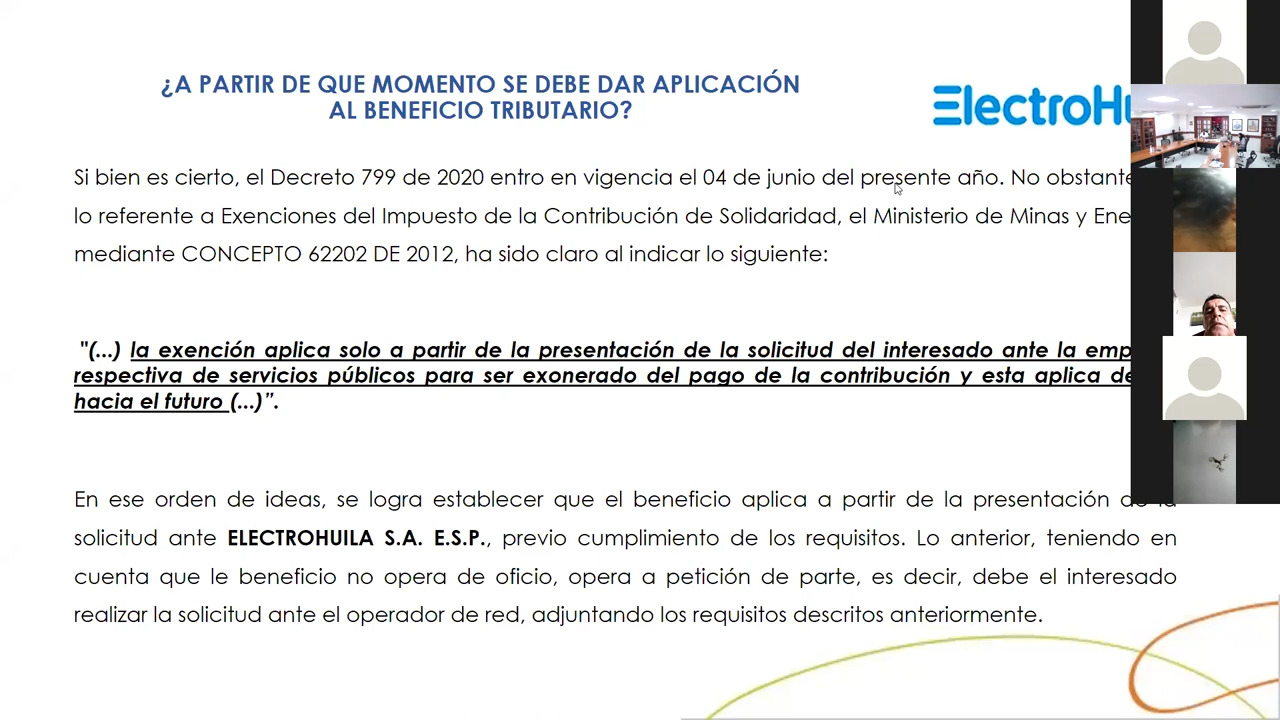 ¿A PARTIR DE QUE MOMENTO SE DEBE DAR APLICACIÓN
AL BENEFICIO TRIBUTARIO?
ElectroHu
Si bien es cierto, el Decreto 799 de 2020 entro en vigencia el 04 de junio del presente año. No obstante
lo referente a Exenciones del Impuesto de la Contribución de Solidaridad, el Ministerio de Minas y Ene
mediante CONCEPTO 62202 DE 2012, ha sido claro al indicar lo siguiente:
"(...) la exención aplica solo a partir de la presentación de la solicitud del interesado ante la emp
respectiva de servicios públicos para ser exonerado del pago de la contribución y esta aplica de
hacia el futuro (...)”.
En ese orden de ideas, se logra establecer que el beneficio aplica a partir de la presentación de la
solicitud ante ELECTROHUILA S.A. E.S.P., previo cumplimiento de los requisitos. Lo anterior, teniendo en
cuenta que le beneficio no opera de oficio, opera a petición de parte, es decir, debe el interesado
realizar la solicitud ante el operador de red, adjuntando los requisitos descritos anteriormente.